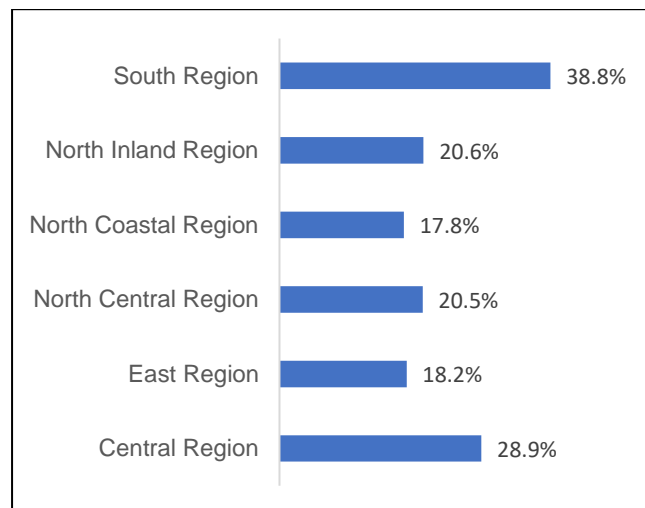 South Region 38.8%
North Inland Region 20.6%
North Coastal Region 17.8%
North Central Region 20.5%
East Region 18.2%
Central Region 28.9%